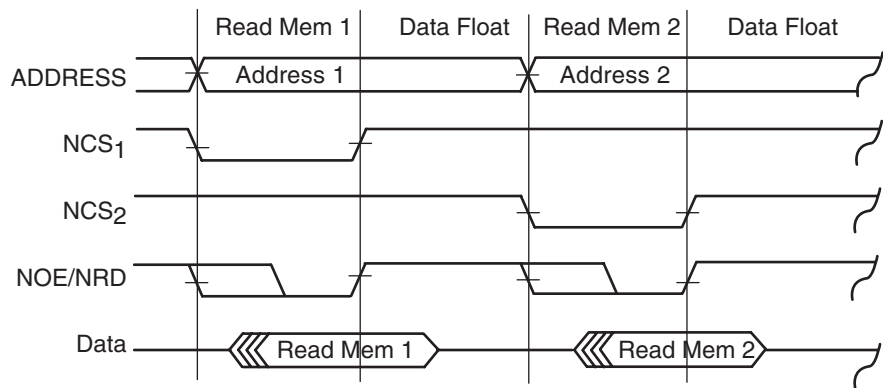 Read Mem 1 Data Float Read Mem 2 Data Float
ADDRESS Address 1 Address 2
NCS1
NCS2
NOE/NRD
Data Read Mem 1 Read Mem 2